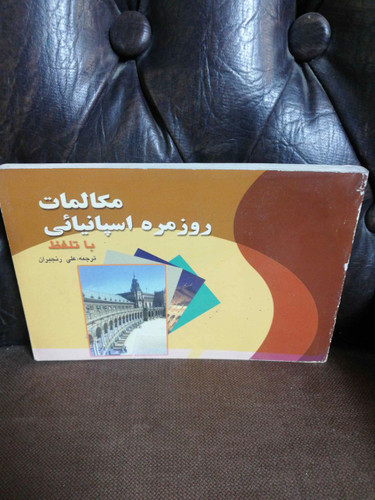 مکالمات
روزمره اسپانیائی
با تلفظ
ترجمه: علی رنجبران